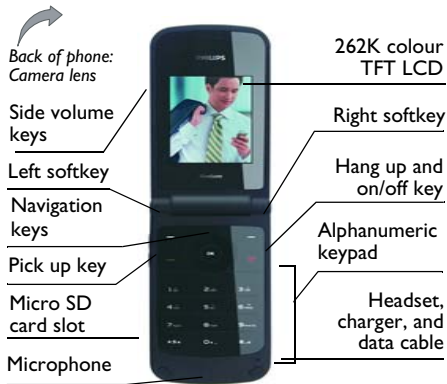 Back of phone:
Camera lens
Side volume
keys
Left softkey
Navigation
keys
Pick up key
Micro SD
card slot
Microphone
PHILIPS
262K colour
TFT LCD
Right softkey
Hang up and
on/off key
Alphanumeric
keypad
Headset,
charger, and
data cable